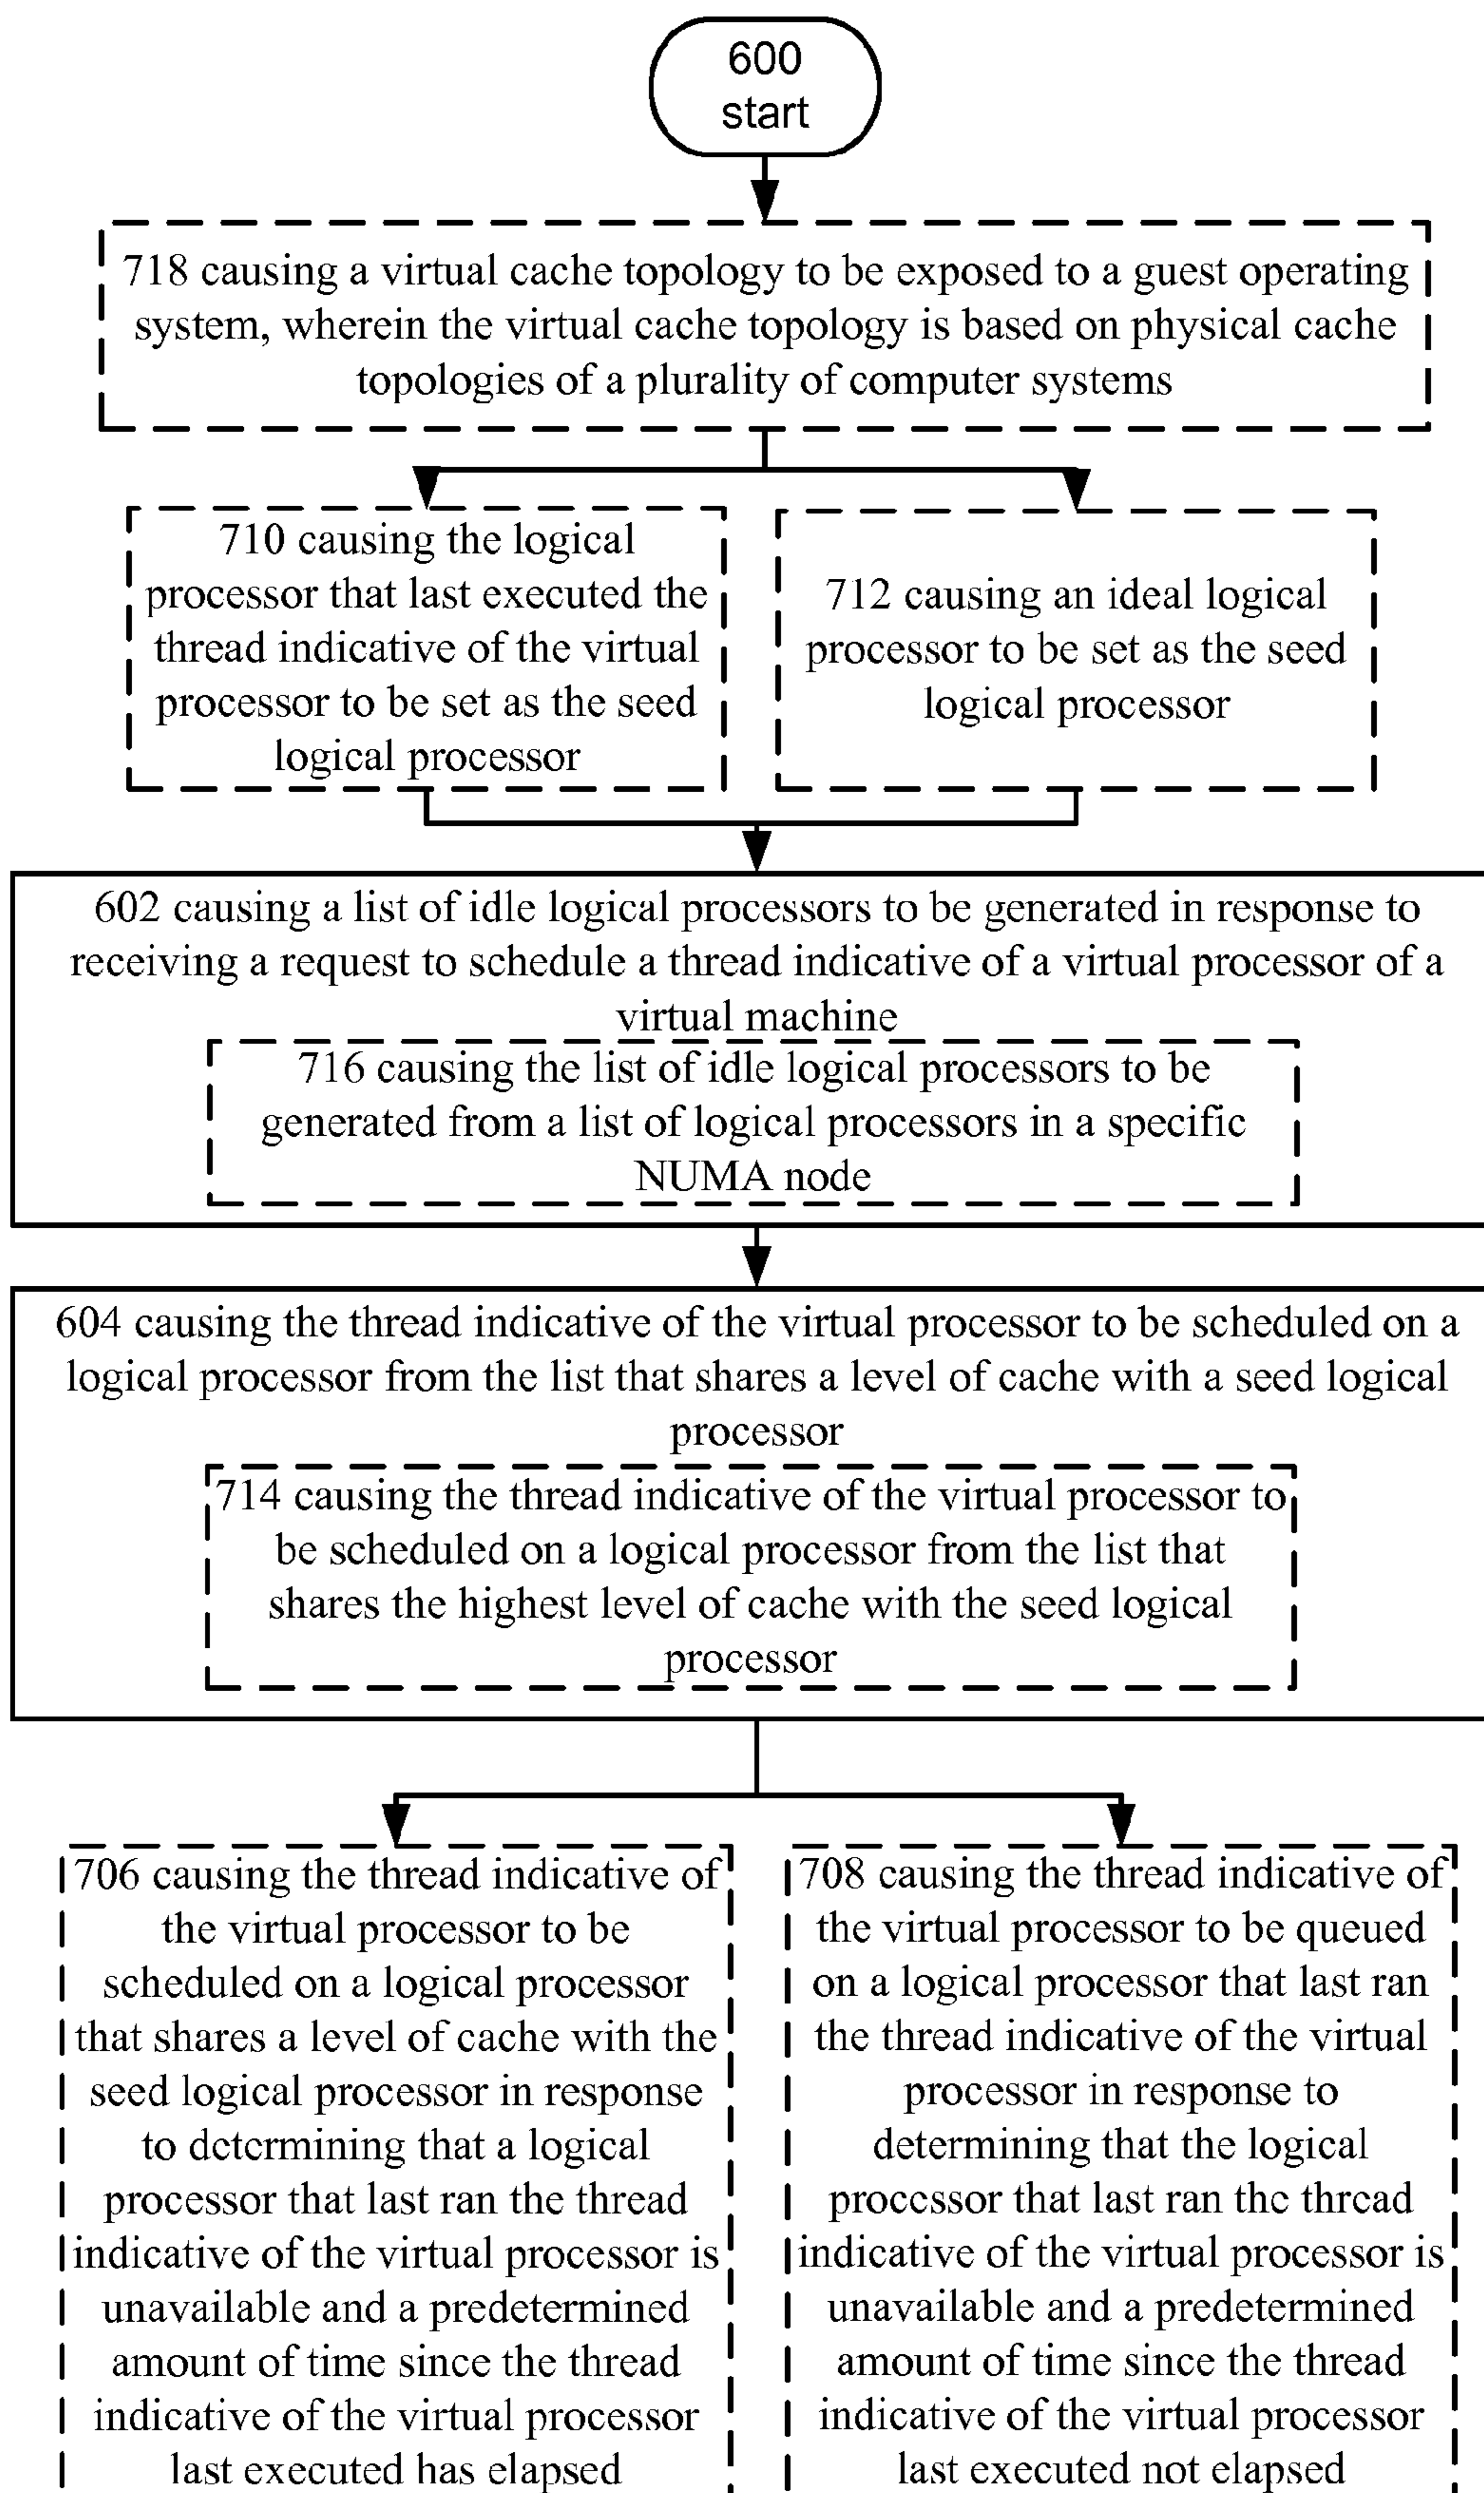 600
start
718 causing a virtual cache topology to be exposed to a guest operating
system, wherein the virtual cache topology is based on physical cache
topologies of a plurality of computer systems
710 causing the logical
processor that last executed the
thread indicative of the virtual
processor to be set as the seed
logical processor
712 causing an ideal logical
processor to be set as the seed
logical processor
602 causing a list of idle logical processors to be generated in response to
receiving a request to schedule a thread indicative of a virtual processor of a
virtual machine
716 causing the list of idle logical processors to be
generated from a list of logical processors in a specific
NUMA node
604 causing the thread indicative of the virtual processor to be scheduled on a
logical processor from the list that shares a level of cache with a seed logical
processor
714 causing the thread indicative of the virtual processor to
be scheduled on a logical processor from the list that
shares the highest level of cache with the seed logical
processor
706 causing the thread indicative of
the virtual processor to be
scheduled on a logical processor
that shares a level of cache with the
seed logical processor in response
to determining that a logical
processor that last ran the thread
indicative of the virtual processor is
unavailable and a predetermined
amount of time since the thread
indicative of the virtual processor
last executed has elapsed
708 causing the thread indicative of
the virtual processor to be queued
on a logical processor that last ran
the thread indicative of the virtual
processor in response to
determining that the logical
processor that last ran the thread
indicative of the virtual processor is
unavailable and a predetermined
amount of time since the thread
indicative of the virtual processor
last executed not elapsed